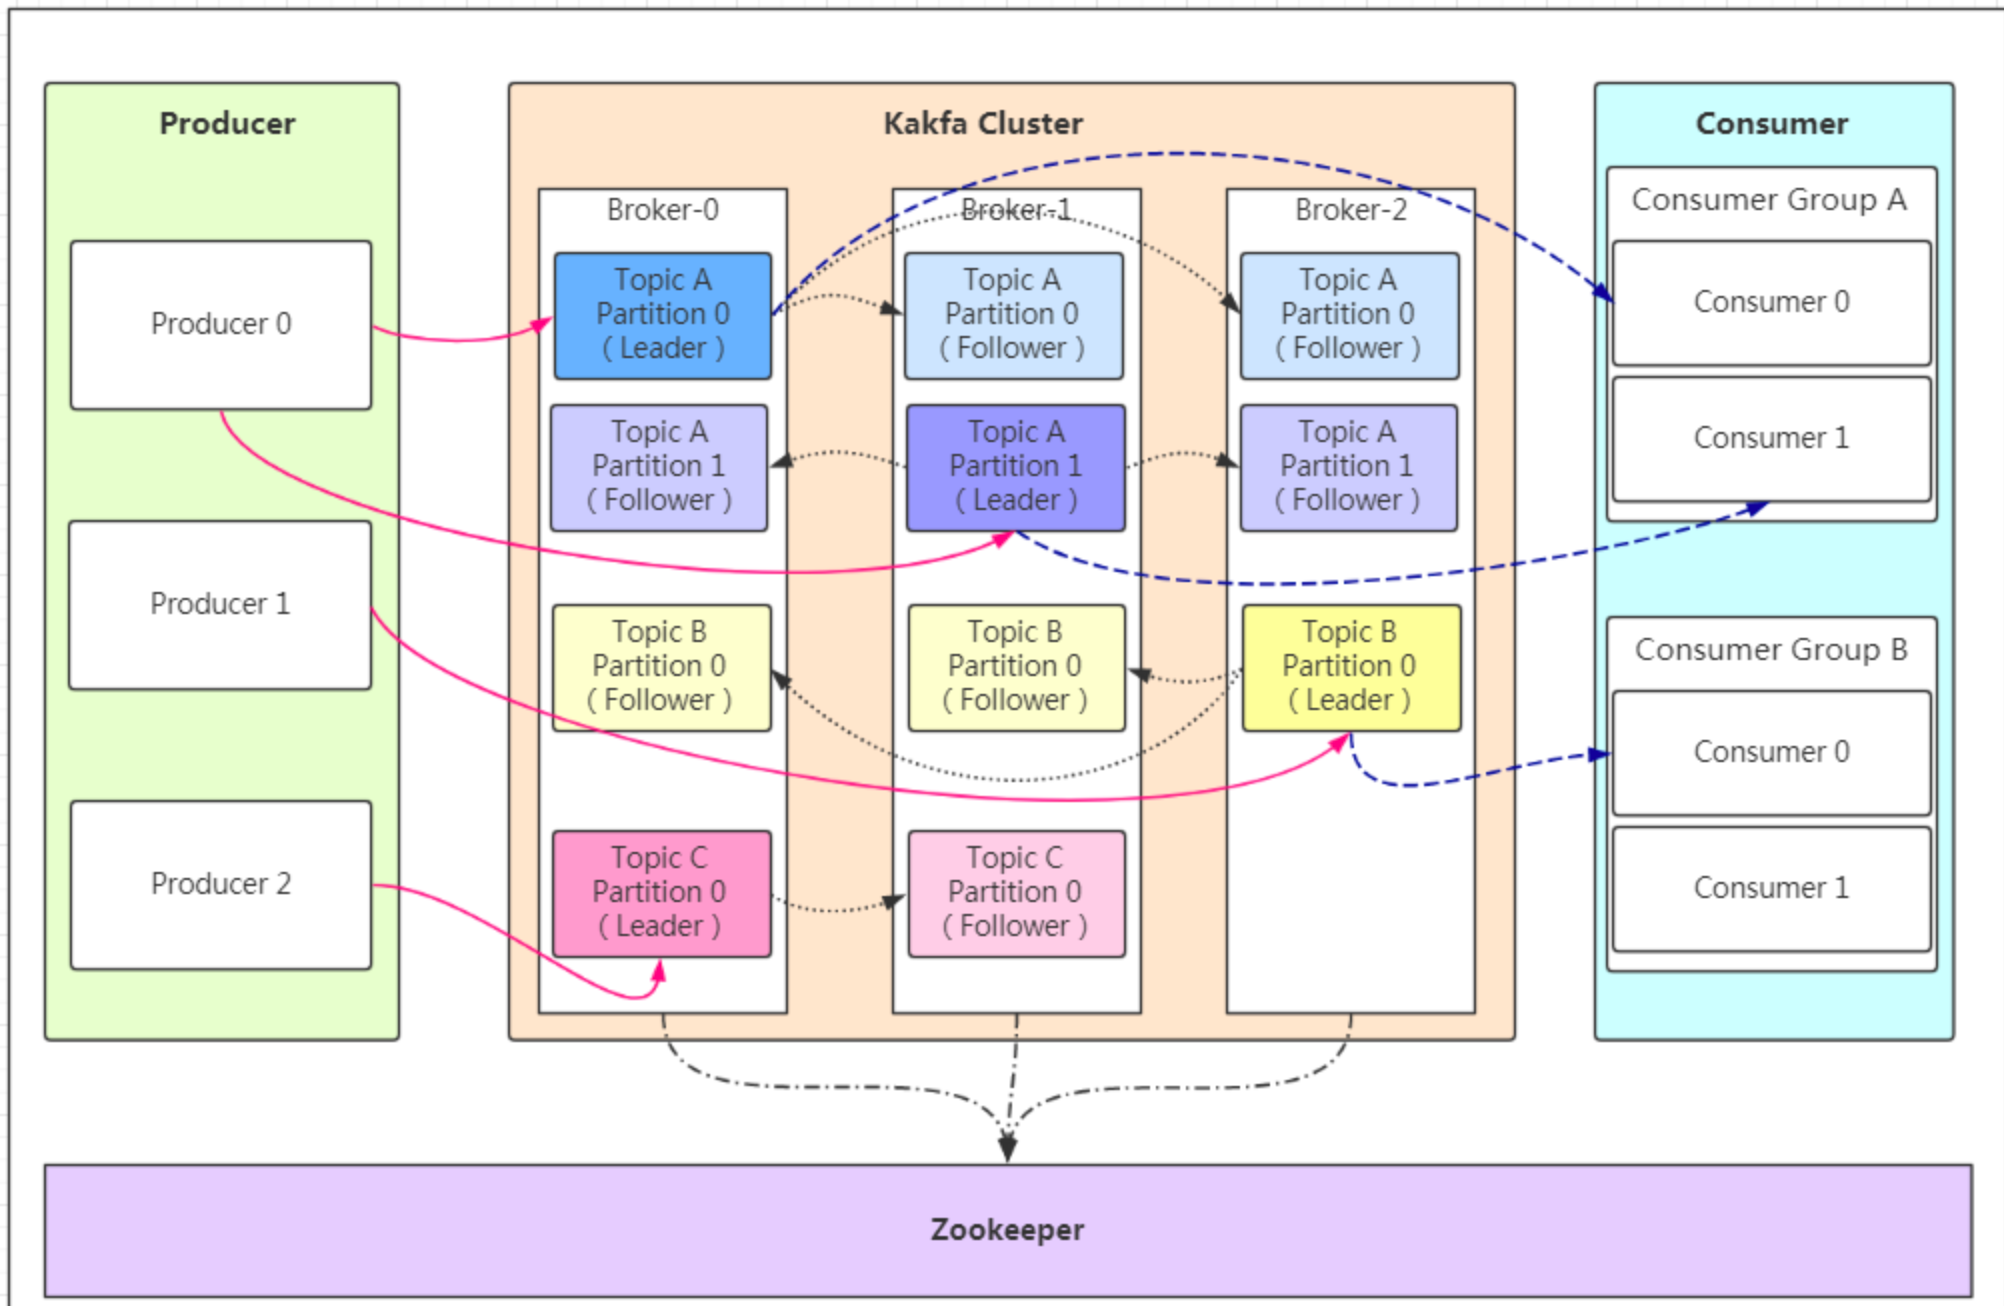 Producer
Producer 0
Producer 1
Producer 2
Kakfa Cluster
Broker-0
Topic A
Partition 0
( Leader )
Topic A
Partition 1
( Follower )
Topic B
Partition 0
( Follower )
Topic C
Partition 0
( Leader )
Broker-1
Topic A
Partition 0
( Follower )
Topic A
Partition 1
( Leader )
Topic B
Partition 0
( Follower )
Topic C
Partition 0
( Follower )
Broker-2
Topic A
Partition 0
( Follower )
Topic A
Partition 1
( Follower )
Topic B
Partition 0
( Leader )
Consumer
Consumer Group A
Consumer 0
Consumer 1
Consumer Group B
Consumer 0
Consumer 1
Zookeeper